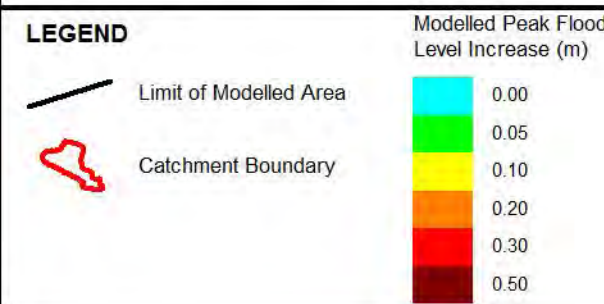 LEGEND
Limit of Modelled Area
Catchment Boundary
Modelled Peak Flood
Level Increase (m)
0.00
0.05
0.10
0.20
0.30
0.50